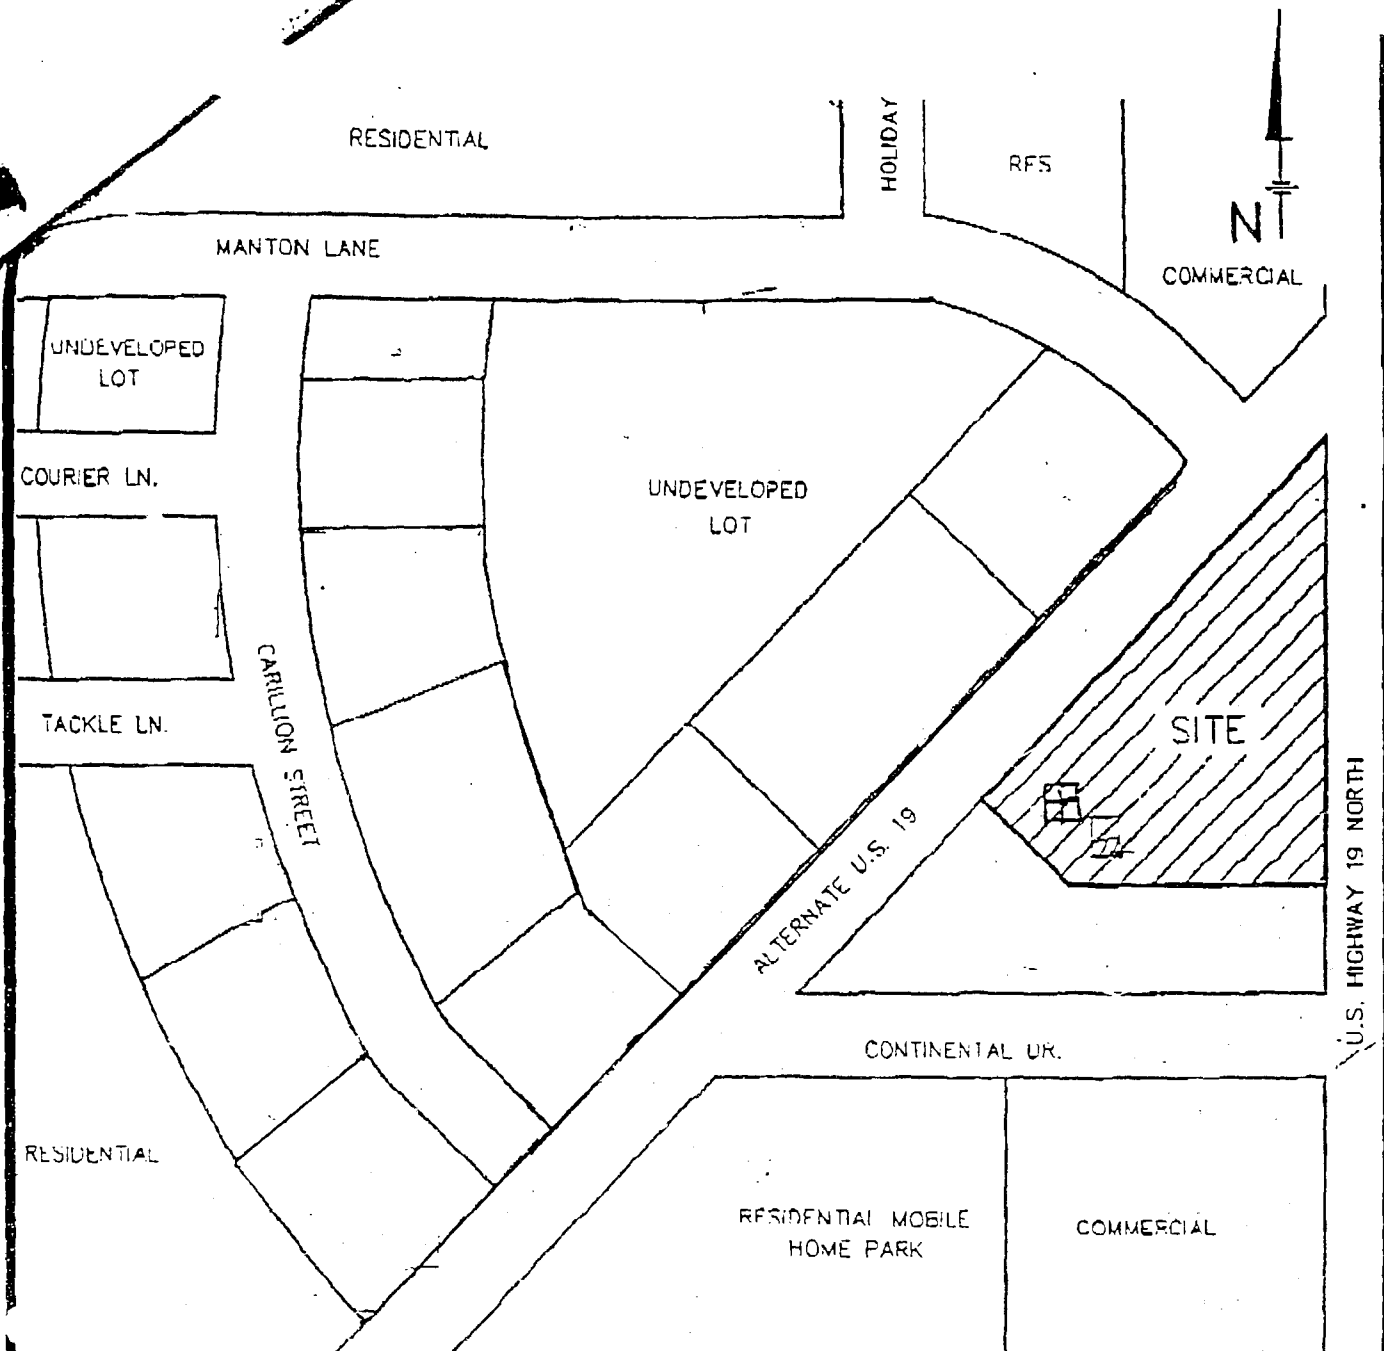 RESIDENTIAL
HOLIDAY
RFS
N
MANTON LANE
COMMERCIAL
UNDEVELOPED
LOT
COURIER LN.
UNDEVELOPED
LOT
TACKLE LN.
CARILLION STREET
SITE
ALTERNATE U.S. 19
U.S. HIGHWAY 19 NORTH
CONTINENTAL DR.
RESIDENTIAL
RESIDENTIAL MOBILE
HOME PARK
COMMERCIAL